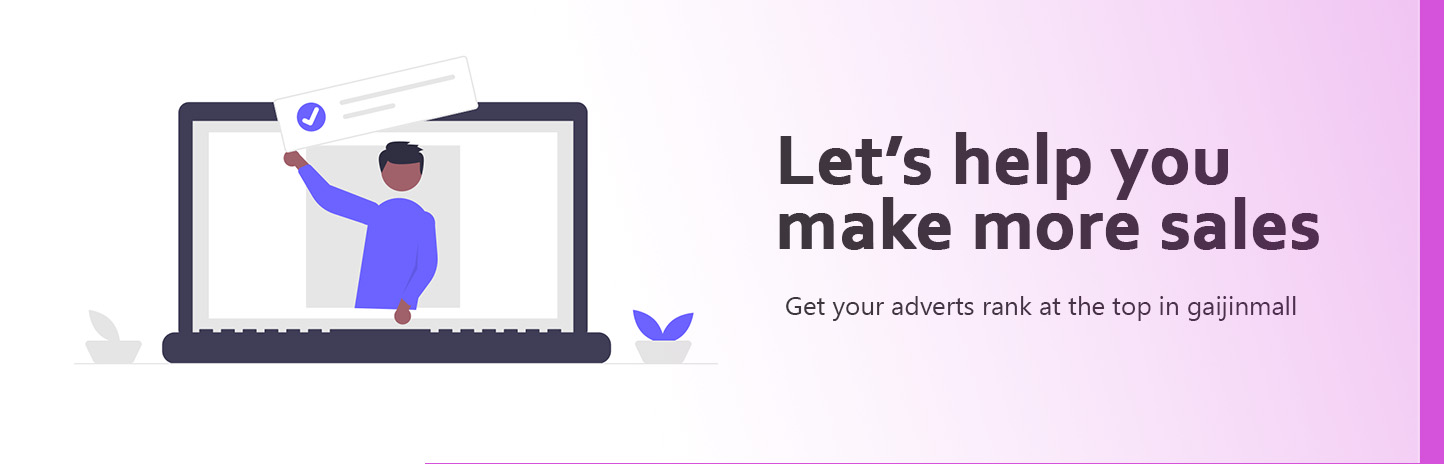 Let’s help you
make more sales
Get your adverts rank at the top in gaijinmall